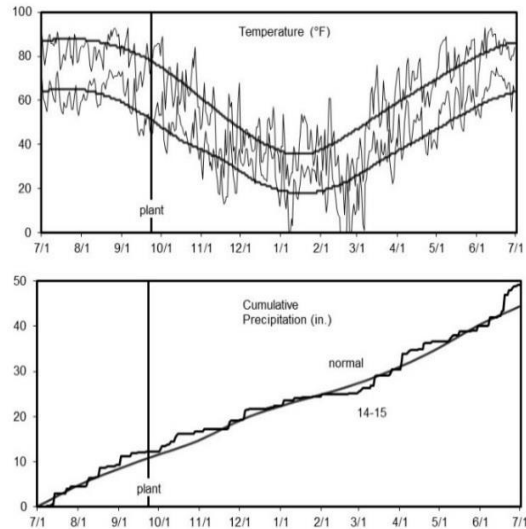 100
Temperature (°F)
80
60
40
20
plant
0
7/1 8/1 9/1 10/1 11/1 12/1 1/1 2/1 3/1 4/1 5/1 6/1 7/1
50
Cumulative
Precipitation (in.)
40
normal
30
14-15
20
10
plant
0
7/1 8/1 9/1 10/1 11/1 12/1 1/1 2/1 3/1 4/1 5/1 6/1 7/1